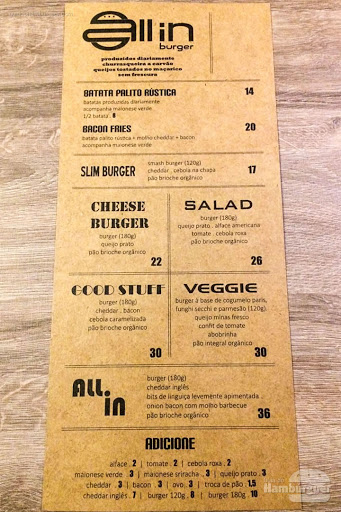 All in
burger
produzidos diariamente
churrasqueira a carvão
queijos tostados no maçarico
sem frescura
BATATA PALITO RÚSTICA 14
batatas produzidas diariamente
acompanha maionese verde
1/2 batata . 8
BACON FRIES 20
batata palito rústica + molho cheddar + bacon
acompanha maionese verde
SLIM BURGER
smash burger (120g)
cheddar . cebola na chapa 17
pão brioche orgânico
CHEESE
BURGER
burger (180g)
queijo prato
pão brioche orgânico
22
SALAD
burger (180g)
queijo prato . alface americana
tomate . cebola roxa
pão brioche orgânico
26
GOOD STUFF
burger (180g)
cheddar . bacon
cebola caramelizada
pão brioche orgânico
30
VEGGIE
burger à base de cogumelo paris,
funghi secchi e parmesão (120g)
queijo minas fresco
confit de tomate
abobrinha
pão integral orgânico
30
ALL.
IN
burger (180g)
cheddar inglês
bits de linguiça levemente apimentada
onion bacon com molho barbecue
pão brioche orgânico 36
ADICIONE
alface . 2 | tomate . 2 | cebola roxa . 2
maionese verde . 3 | maionese sriracha . 3 | queijo prato . 3
cheddar . 3 | bacon . 3 | ovo . 3 | troca de pão . 1,5
cheddar inglês . 7 | burger 120g . 8 | burger 180g . 10
Hamburguer